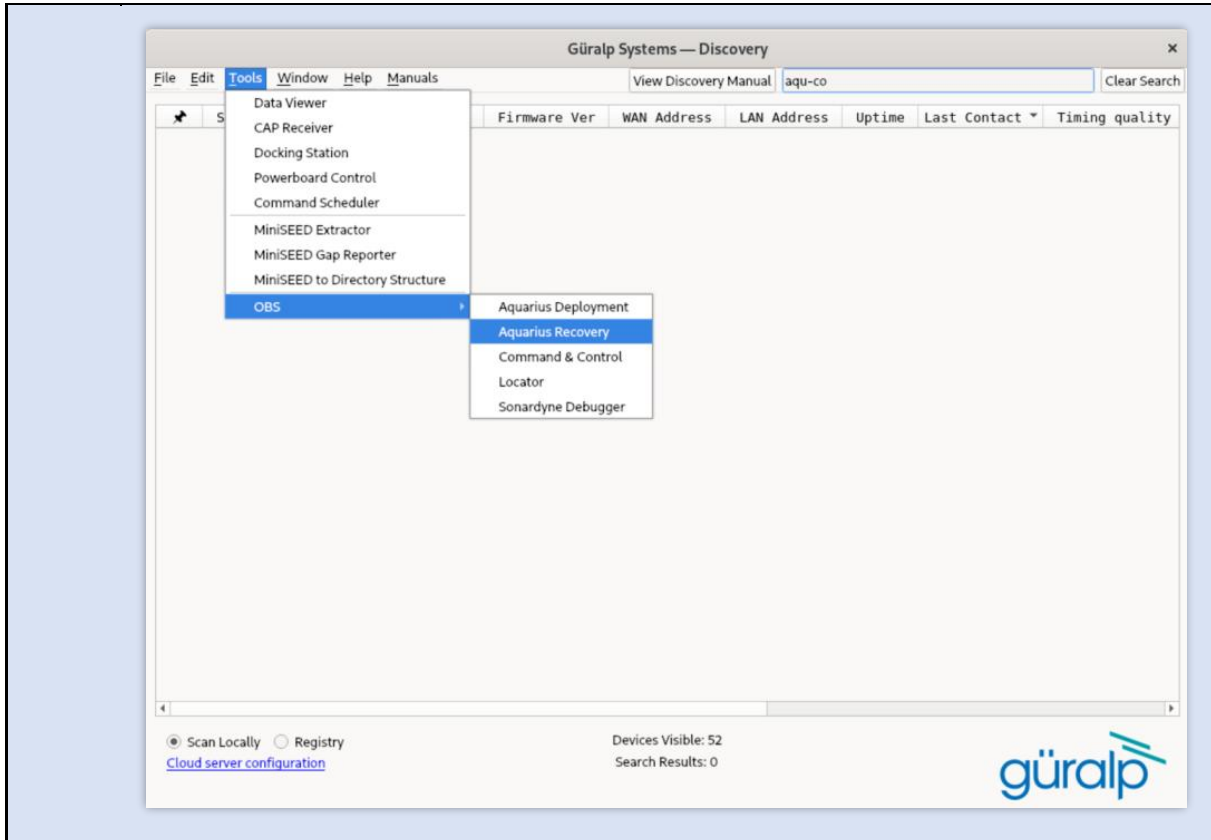 Güralp Systems — Discovery ×
File Edit Tools Window Help Manuals View Discovery Manual aqu-co Clear Search
S Firmware Ver WAN Address LAN Address Uptime Last Contact Timing quality
Data Viewer
CAP Receiver
Docking Station
Powerboard Control
Command Scheduler
MiniSEED Extractor
MiniSEED Gap Reporter
MiniSEED to Directory Structure
OBS
Aquarius Deployment
Aquarius Recovery
Command & Control
Locator
Sonardyne Debugger
Scan Locally Registry
Cloud server configuration
Devices Visible: 52
Search Results: 0
güralp